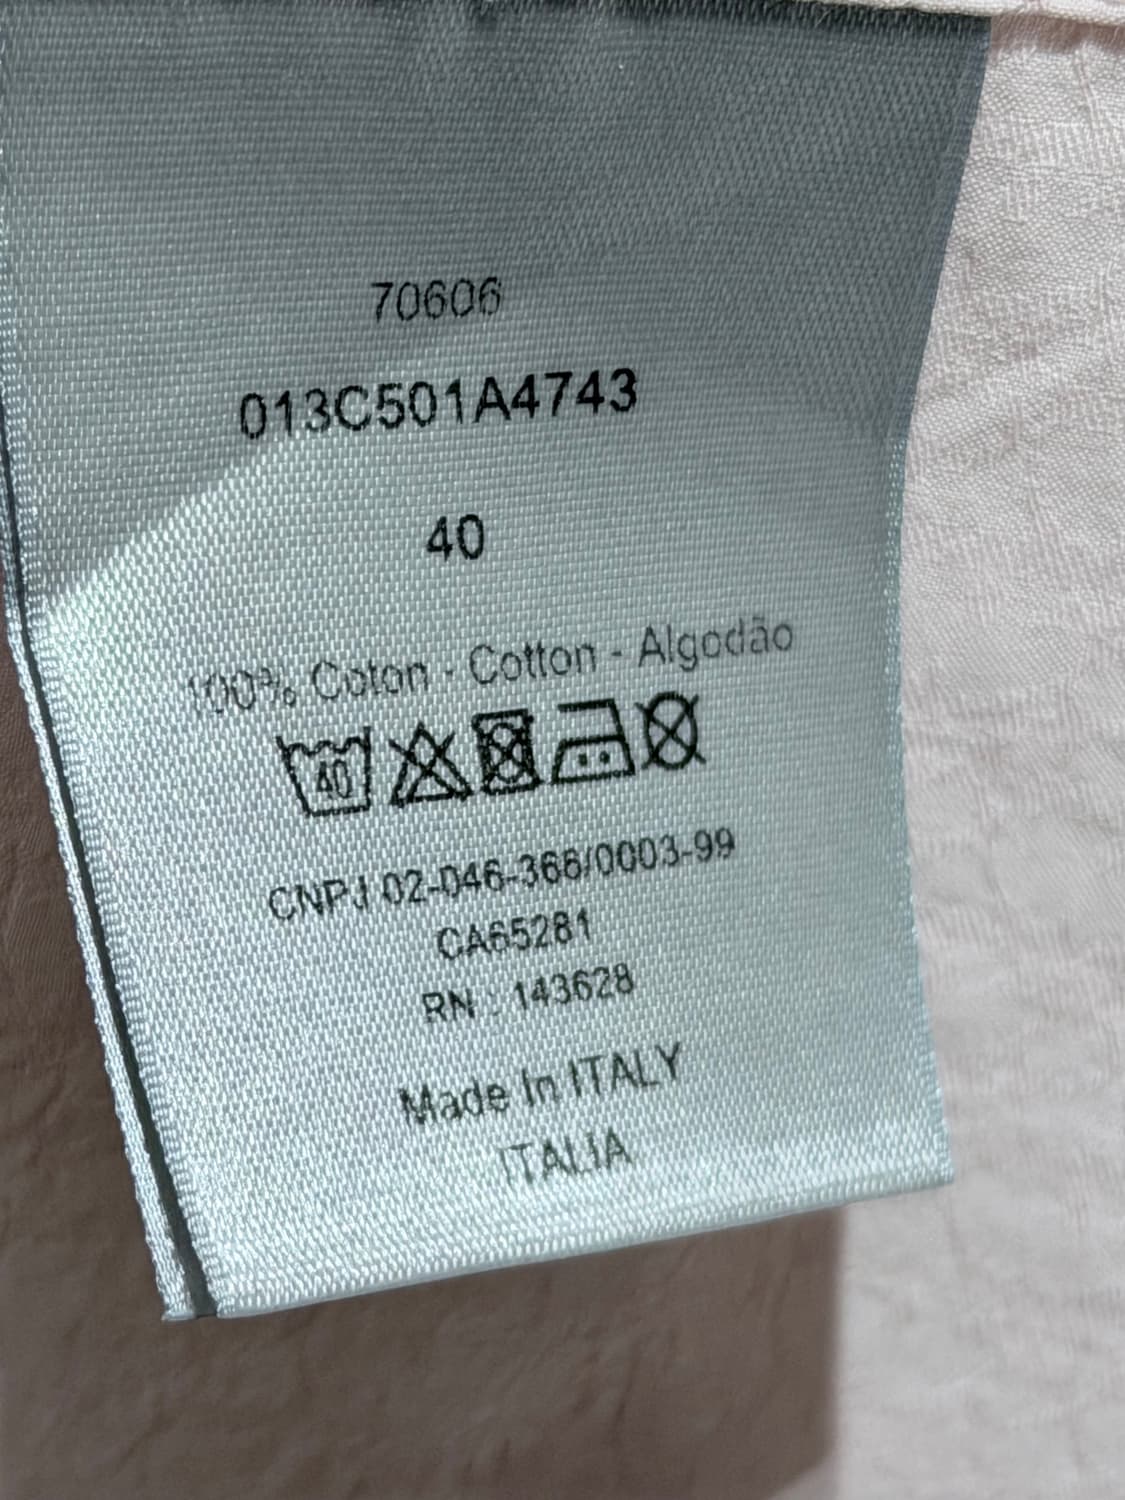 70606
013C501A4743
40
100% Coton - Cotton - Algodão
40
CNPJ 02-046-366/0003-99
CA65281
RN : 143628
Made In ITALY
ITALIA